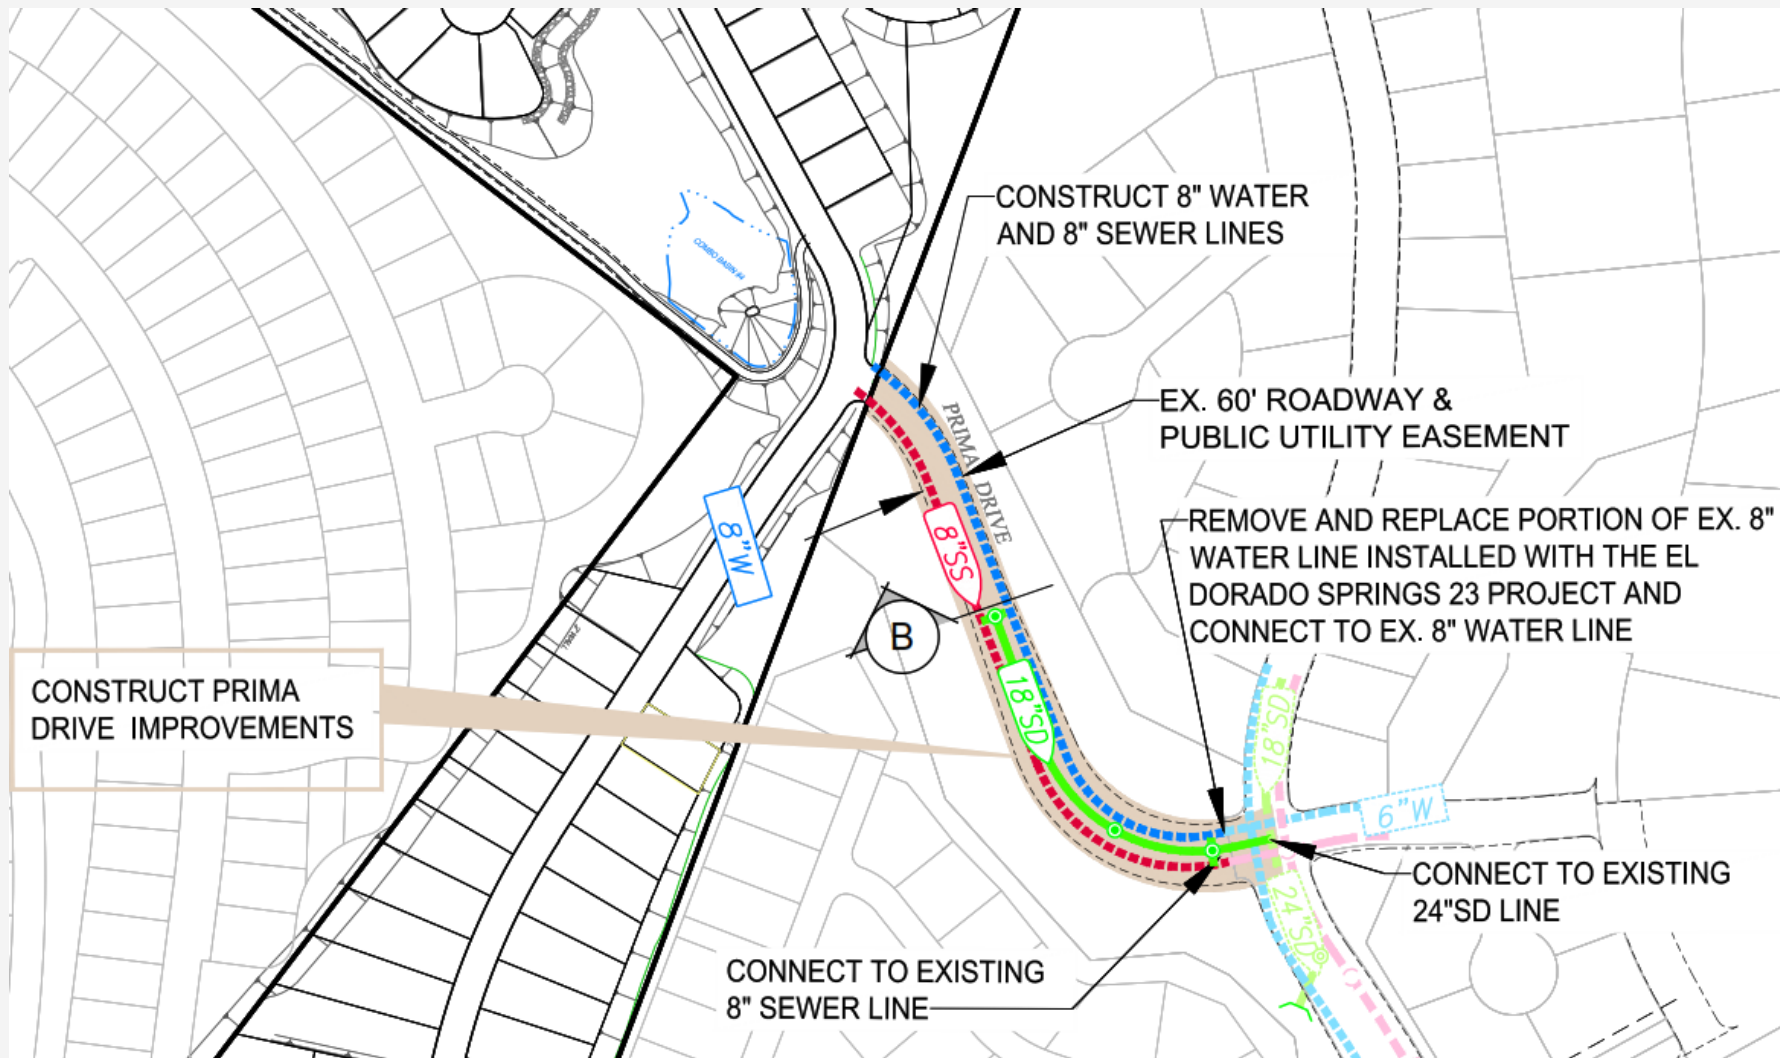 COMBO BASIN #4
CONSTRUCT 8" WATER
AND 8" SEWER LINES
EX. 60' ROADWAY &
PUBLIC UTILITY EASEMENT
PRIMA DRIVE
REMOVE AND REPLACE PORTION OF EX. 8"
WATER LINE INSTALLED WITH THE EL
DORADO SPRINGS 23 PROJECT AND
CONNECT TO EX. 8" WATER LINE
8"W
8"SS
B
18"SD
CONSTRUCT PRIMA
DRIVE IMPROVEMENTS
18"SD
6"W
24"SD
CONNECT TO EXISTING
24"SD LINE
CONNECT TO EXISTING
8" SEWER LINE